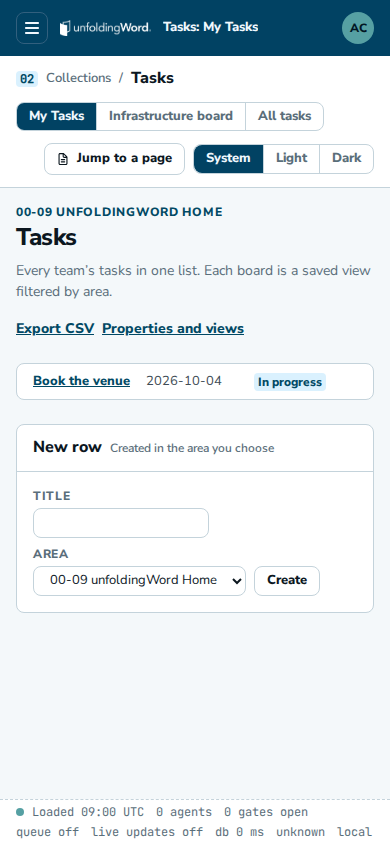 unfoldingWord. Tasks: My Tasks AC
02 Collections / Tasks
My Tasks Infrastructure board All tasks
Jump to a page System Light Dark
00-09 UNFOLDINGWORD HOME
Tasks
Every team's tasks in one list. Each board is a saved view
filtered by area.
Export CSV Properties and views
Book the venue 2026-10-04 In progress
New row Created in the area you choose
TITLE
AREA
00-09 unfoldingWord Home Create
Loaded 09:00 UTC 0 agents 0 gates open
queue off live updates off db 0 ms unknown local